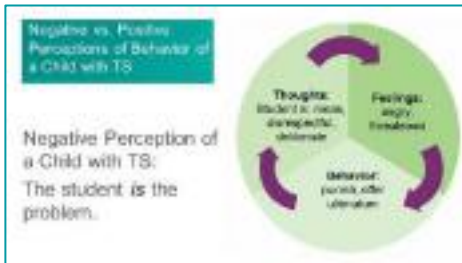 Negative vs. Positive
Perceptions of Behavior of
a Child with TS
Negative Perception of
a Child with TS:
The student is the
problem.
Thoughts:
Student is mean,
disrespectful,
deliberate
Feelings:
angry,
threatened
Behavior:
punish, offer
ultimatum